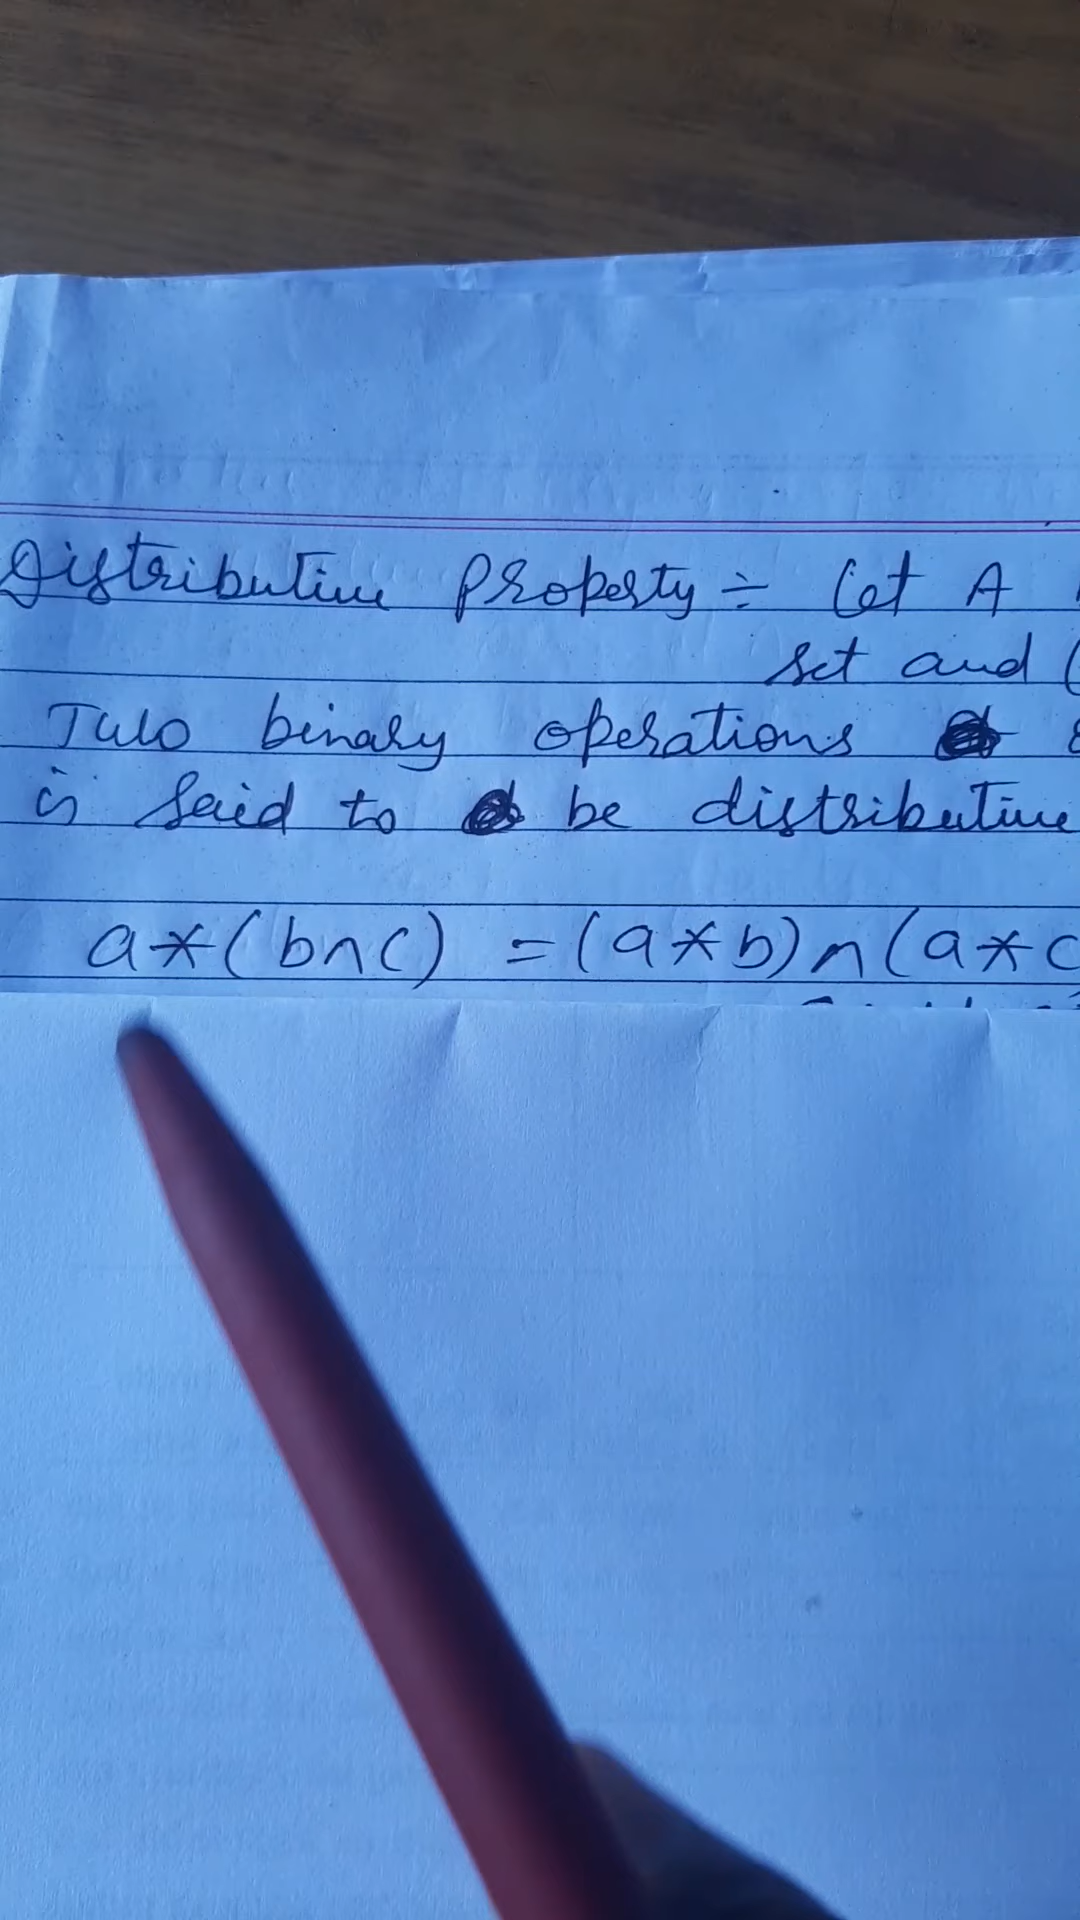 Distributive Property ÷ Let A
set and (
Two binary operations
is said to be distributive
a*(b∩c) = (a*b)∩(a*c